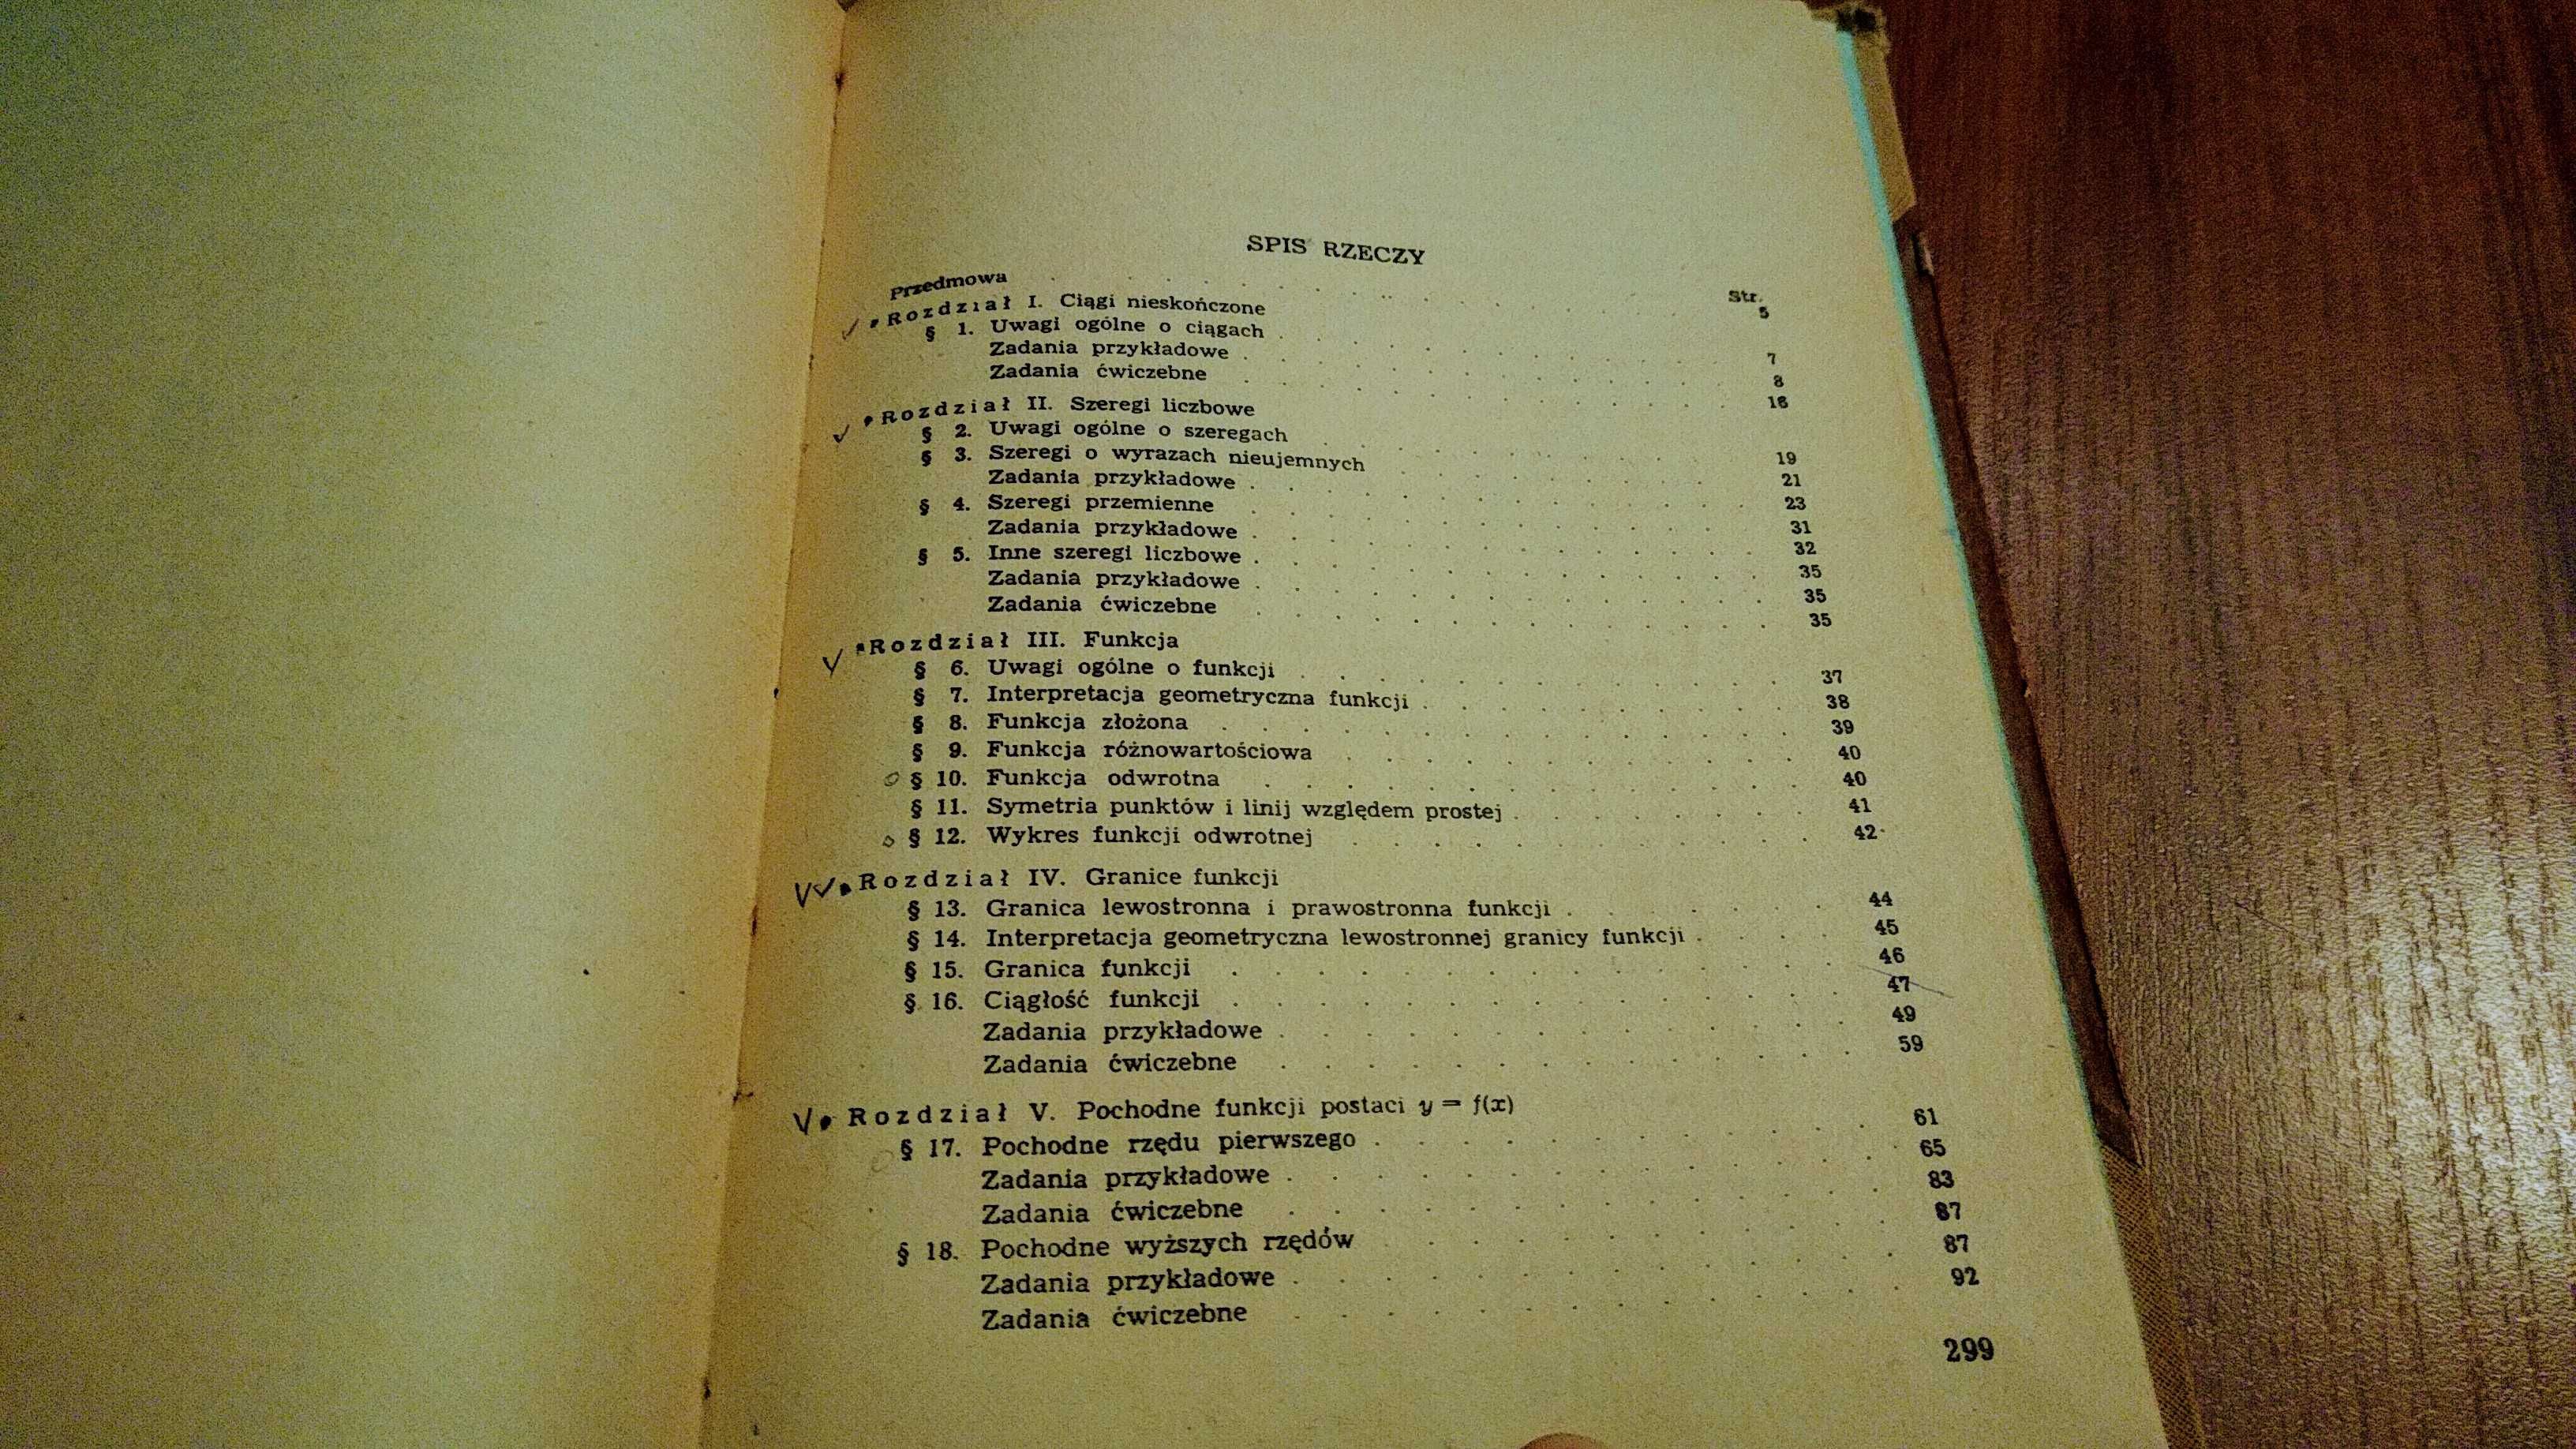 SPIS RZECZY
Str.
Przedmowa . . . . . 5
Rozdział I. Ciągi nieskończone
§ 1. Uwagi ogólne o ciągach . . . . . 7
Zadania przykładowe . . . . . 8
Zadania ćwiczebne . . . . . 16
Rozdział II. Szeregi liczbowe
§ 2. Uwagi ogólne o szeregach . . . . . 19
§ 3. Szeregi o wyrazach nieujemnych . . . . . 21
Zadania przykładowe . . . . . 23
§ 4. Szeregi przemienne . . . . . 31
Zadania przykładowe . . . . . 32
§ 5. Inne szeregi liczbowe . . . . . 35
Zadania przykładowe . . . . . 35
Zadania ćwiczebne . . . . . 35
Rozdział III. Funkcja
§ 6. Uwagi ogólne o funkcji . . . . . 37
§ 7. Interpretacja geometryczna funkcji . . . . . 38
§ 8. Funkcja złożona . . . . . 39
§ 9. Funkcja różnowartościowa . . . . . 40
§ 10. Funkcja odwrotna . . . . . 40
§ 11. Symetria punktów i linij względem prostej . . . . . 41
§ 12. Wykres funkcji odwrotnej . . . . . 42
Rozdział IV. Granice funkcji
§ 13. Granica lewostronna i prawostronna funkcji . . . . . 44
§ 14. Interpretacja geometryczna lewostronnej granicy funkcji . . . . . 45
§ 15. Granica funkcji . . . . . 46
§ 16. Ciągłość funkcji . . . . . 47
Zadania przykładowe . . . . . 49
Zadania ćwiczebne . . . . . 59
Rozdział V. Pochodne funkcji postaci y = f(x)
§ 17. Pochodne rzędu pierwszego . . . . . 61
Zadania przykładowe . . . . . 65
Zadania ćwiczebne . . . . . 83
§ 18. Pochodne wyższych rzędów . . . . . 87
Zadania przykładowe . . . . . 87
Zadania ćwiczebne . . . . . 92
299